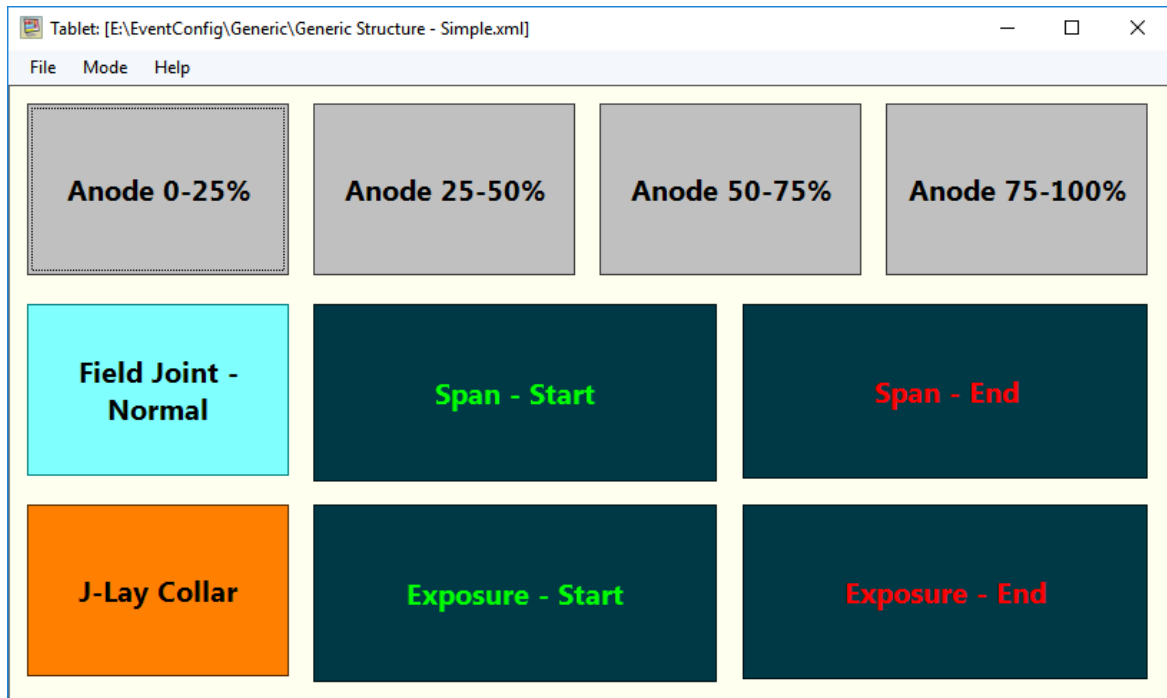 Tablet: [E:\EventConfig\Generic\Generic Structure - Simple.xml]
File Mode Help
Anode 0-25% Anode 25-50% Anode 50-75% Anode 75-100%
Field Joint -
Normal
Span - Start Span - End
J-Lay Collar Exposure - Start Exposure - End